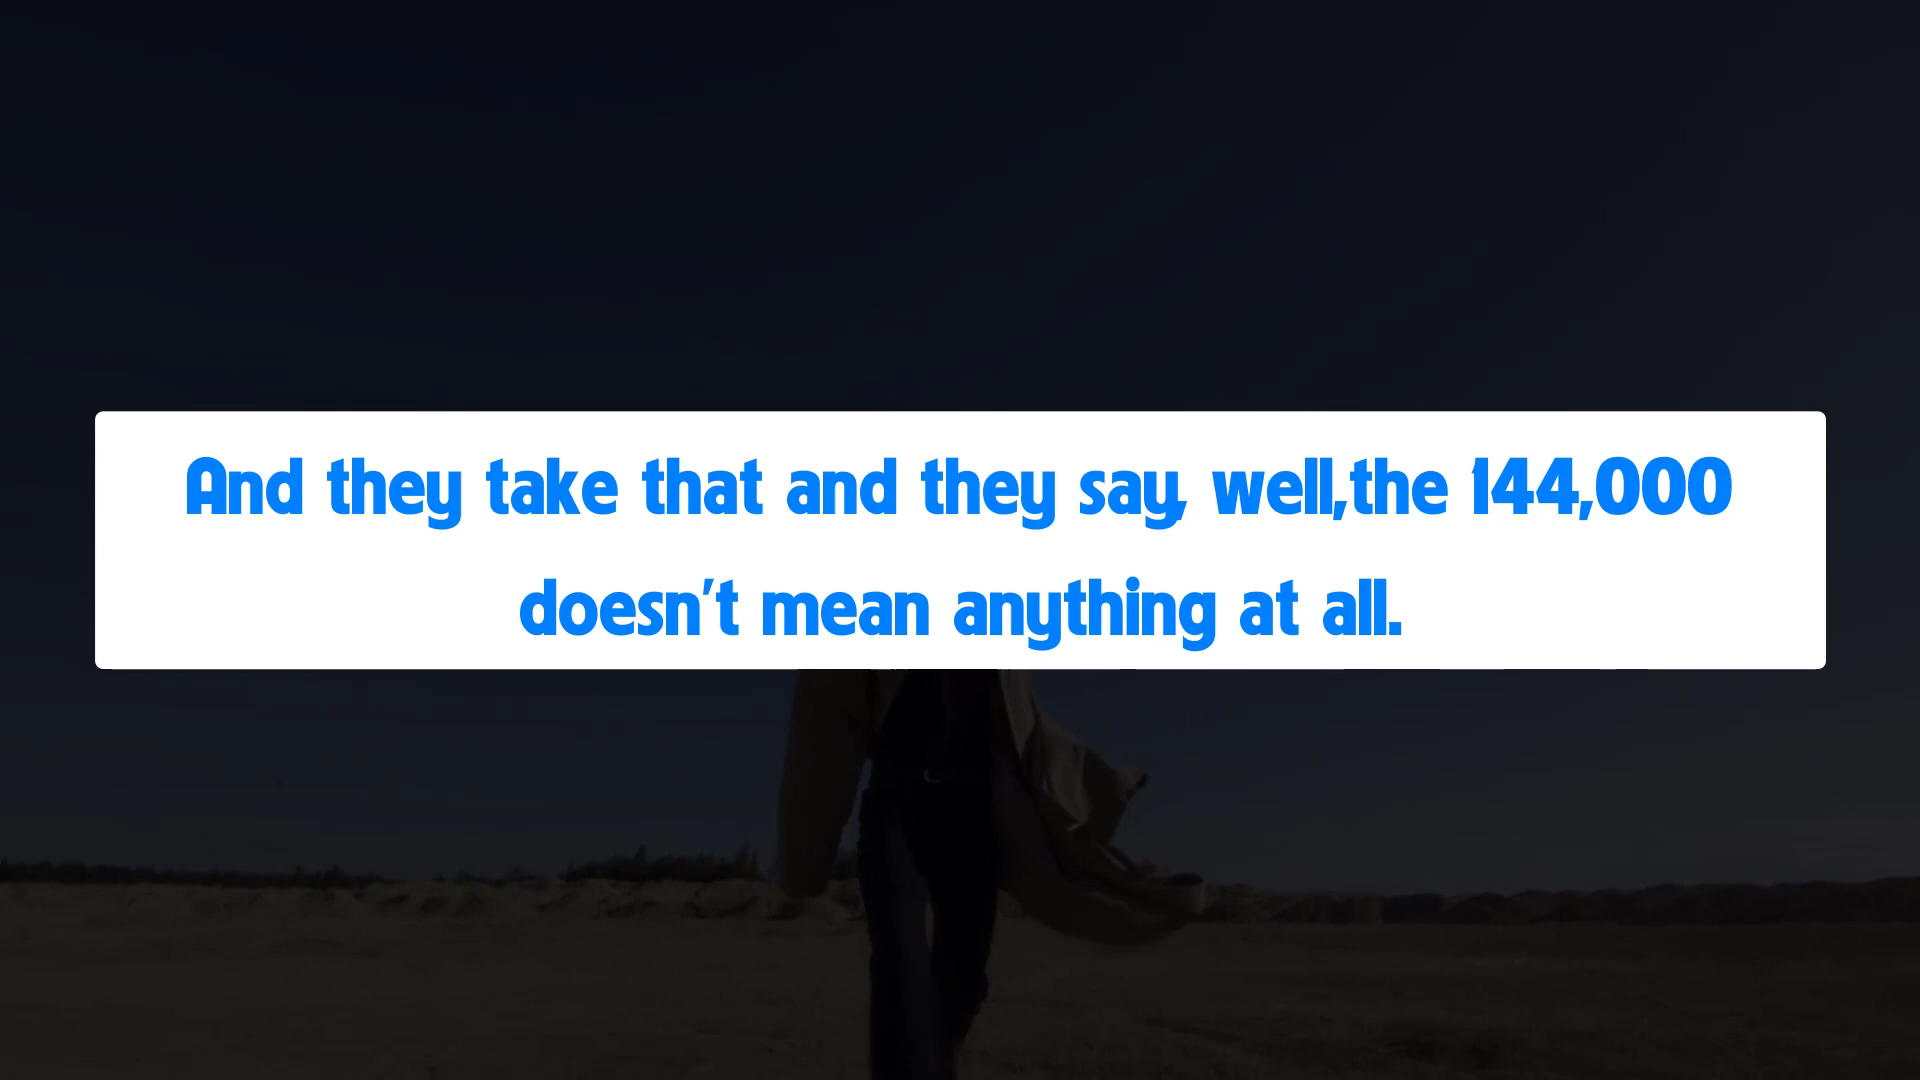 And they take that and they say, well,the 144,000
doesn't mean anything at all.